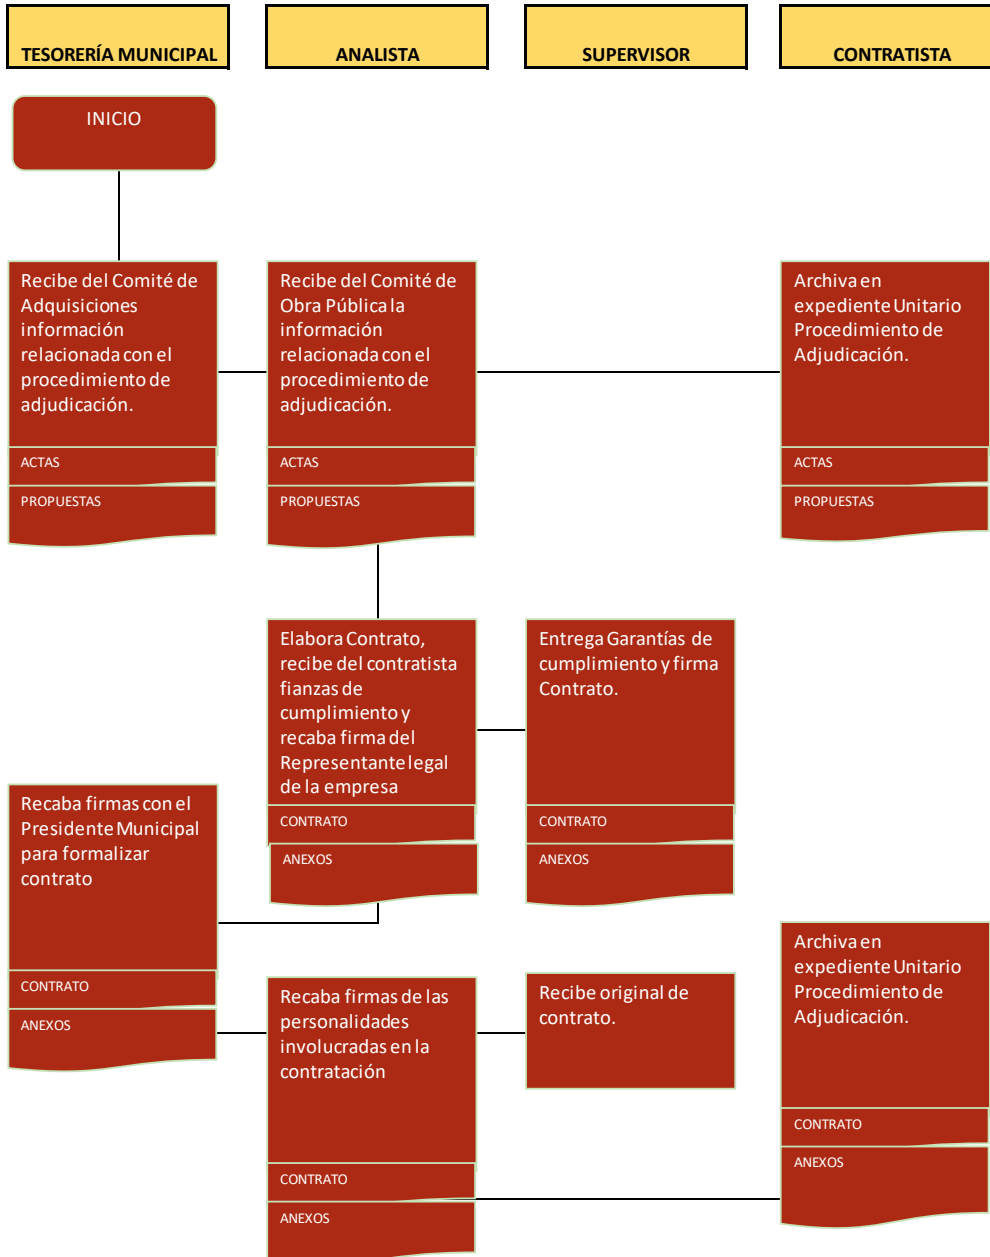 TESORERÍA MUNICIPAL
ANALISTA
SUPERVISOR
CONTRATISTA
INICIO
Recibe del Comité de
Adquisiciones
información
relacionada con el
procedimiento de
adjudicación.
ACTAS
PROPUESTAS
Recibe del Comité de
Obra Pública la
información
relacionada con el
procedimiento de
adjudicación.
ACTAS
PROPUESTAS
Archiva en
expediente Unitario
Procedimiento de
Adjudicación.
ACTAS
PROPUESTAS
Elabora Contrato,
recibe del contratista
fianzas de
cumplimiento y
recaba firma del
Representante legal
de la empresa
CONTRATO
ANEXOS
Entrega Garantías de
cumplimiento y firma
Contrato.
CONTRATO
ANEXOS
Recaba firmas con el
Presidente Municipal
para formalizar
contrato
CONTRATO
ANEXOS
Recaba firmas de las
personalidades
involucradas en la
contratación
CONTRATO
ANEXOS
Recibe original de
contrato.
Archiva en
expediente Unitario
Procedimiento de
Adjudicación.
CONTRATO
ANEXOS